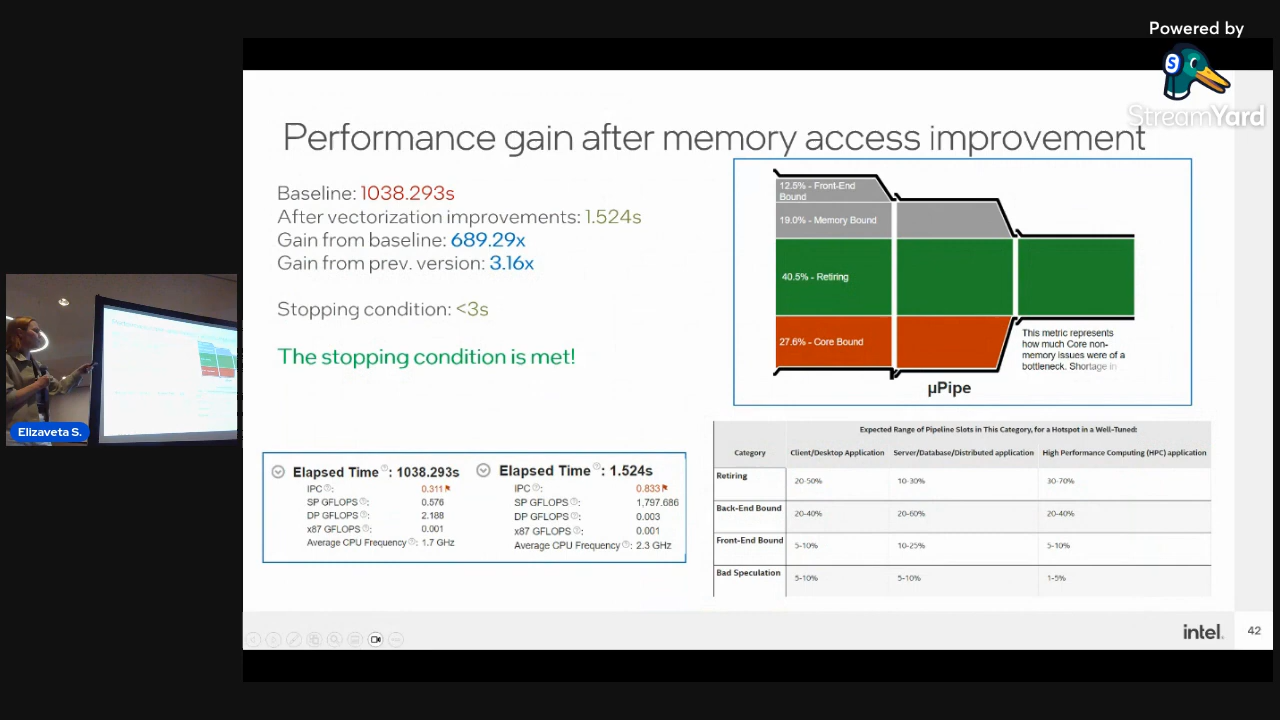 Powered by
S
StreamYard
Performance gain after memory access improvement
Baseline: 1038.293s
After vectorization improvements: 1.524s
Gain from baseline: 689.29x
Gain from prev. version: 3.16x
Stopping condition: <3s
The stopping condition is met!
12.5% - Front-End
Bound
19.0% - Memory Bound
40.5% - Retiring
27.6% - Core Bound
This metric represents
how much Core non-
memory issues were of a
bottleneck. Shortage in ...
µPipe
Elapsed Time : 1038.293s
IPC : 0.311
SP GFLOPS : 0.576
DP GFLOPS : 2.188
x87 GFLOPS : 0.001
Average CPU Frequency : 1.7 GHz
Elapsed Time : 1.524s
IPC : 0.833
SP GFLOPS : 1,797.686
DP GFLOPS : 0.003
x87 GFLOPS : 0.001
Average CPU Frequency : 2.3 GHz
Expected Range of Pipeline Slots in This Category, for a Hotspot in a Well-Tuned:
Category Client/Desktop Application Server/Database/Distributed application High Performance Computing (HPC) application
Retiring 20-50% 10-30% 30-70%
Back-End Bound 20-40% 20-60% 20-40%
Front-End Bound 5-10% 10-25% 5-10%
Bad Speculation 5-10% 5-10% 1-5%
Elizaveta S.
intel.
42